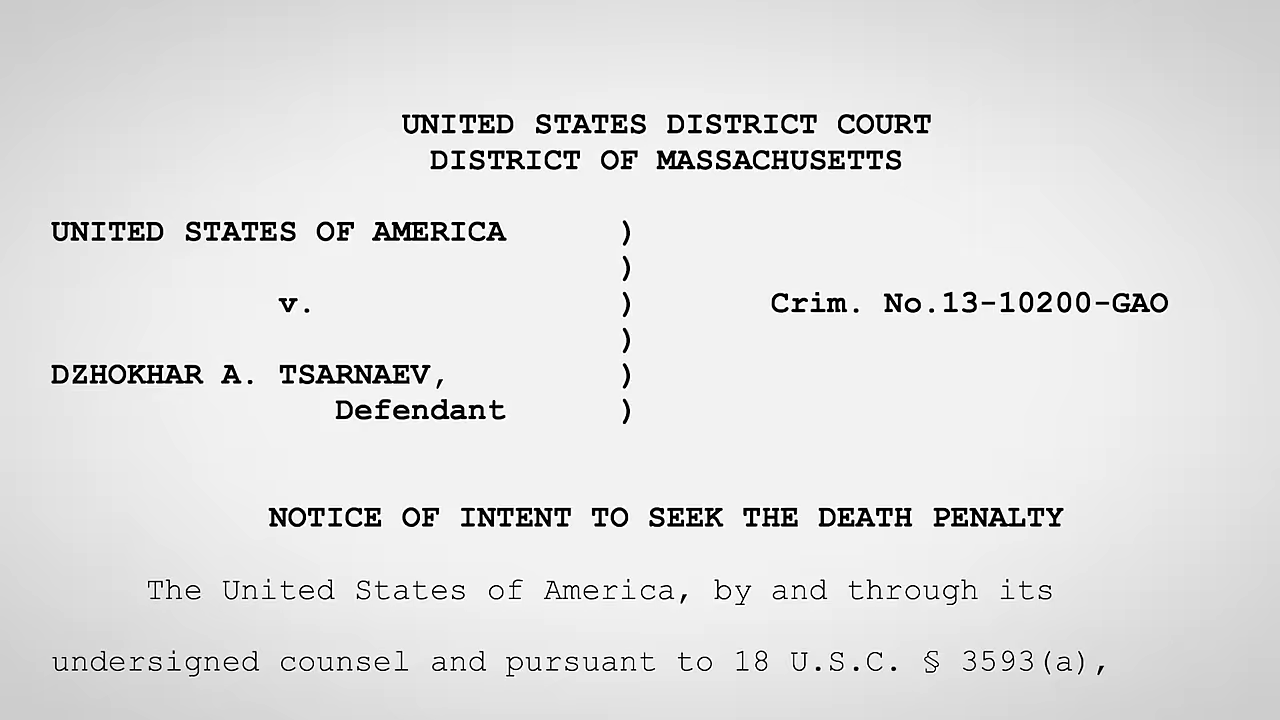 UNITED STATES DISTRICT COURT
DISTRICT OF MASSACHUSETTS
UNITED STATES OF AMERICA )
)
v. ) Crim. No.13-10200-GAO
)
DZHOKHAR A. TSARNAEV, )
Defendant )
NOTICE OF INTENT TO SEEK THE DEATH PENALTY
The United States of America, by and through its
undersigned counsel and pursuant to 18 U.S.C. § 3593(a),